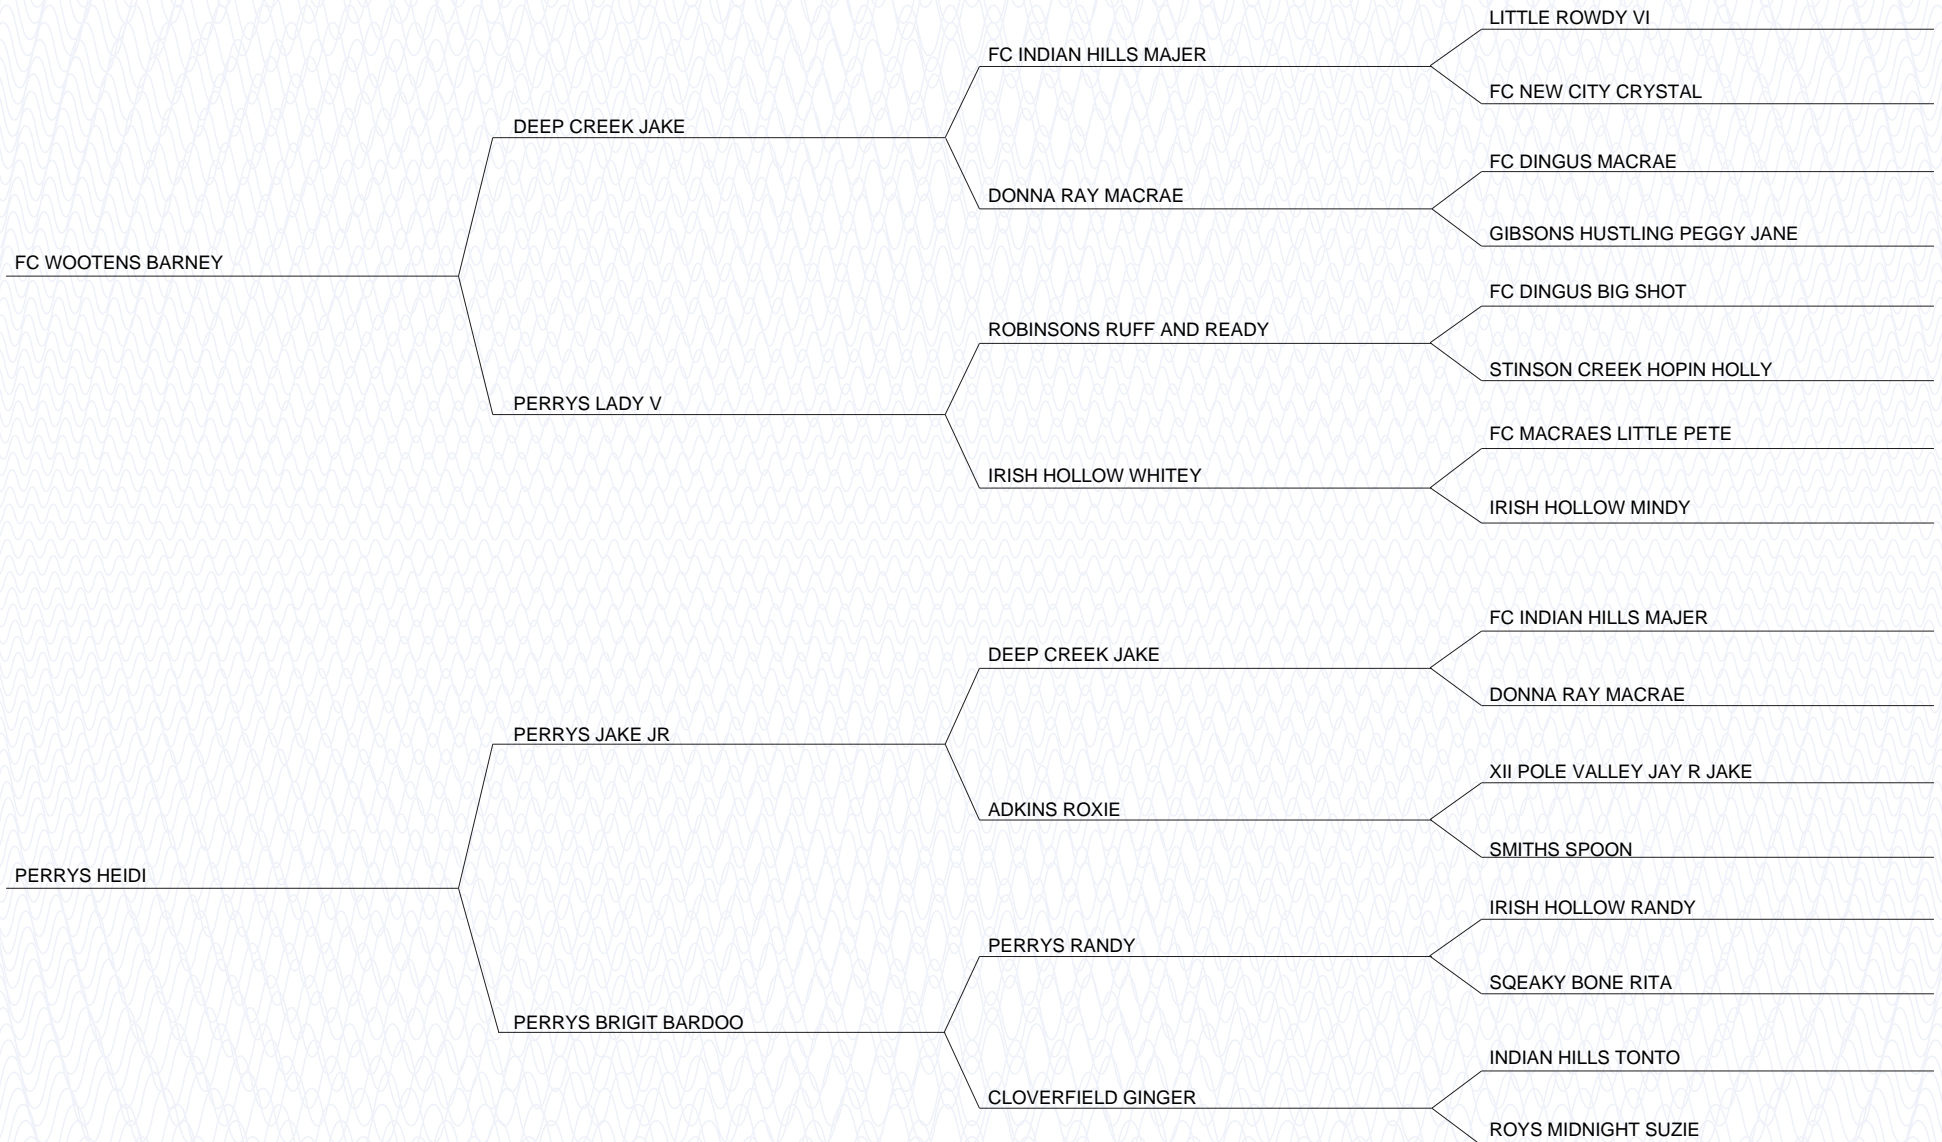 LITTLE ROWDY VI
FC INDIAN HILLS MAJER
FC NEW CITY CRYSTAL
DEEP CREEK JAKE
FC DINGUS MACRAE
DONNA RAY MACRAE
GIBSONS HUSTLING PEGGY JANE
FC WOOTENS BARNEY
FC DINGUS BIG SHOT
ROBINSONS RUFF AND READY
STINSON CREEK HOPIN HOLLY
PERRYS LADY V
FC MACRAES LITTLE PETE
IRISH HOLLOW WHITEY
IRISH HOLLOW MINDY
FC INDIAN HILLS MAJER
DEEP CREEK JAKE
DONNA RAY MACRAE
PERRYS JAKE JR
XII POLE VALLEY JAY R JAKE
ADKINS ROXIE
SMITHS SPOON
PERRYS HEIDI
IRISH HOLLOW RANDY
PERRYS RANDY
SQEAKY BONE RITA
PERRYS BRIGIT BARDOO
INDIAN HILLS TONTO
CLOVERFIELD GINGER
ROYS MIDNIGHT SUZIE